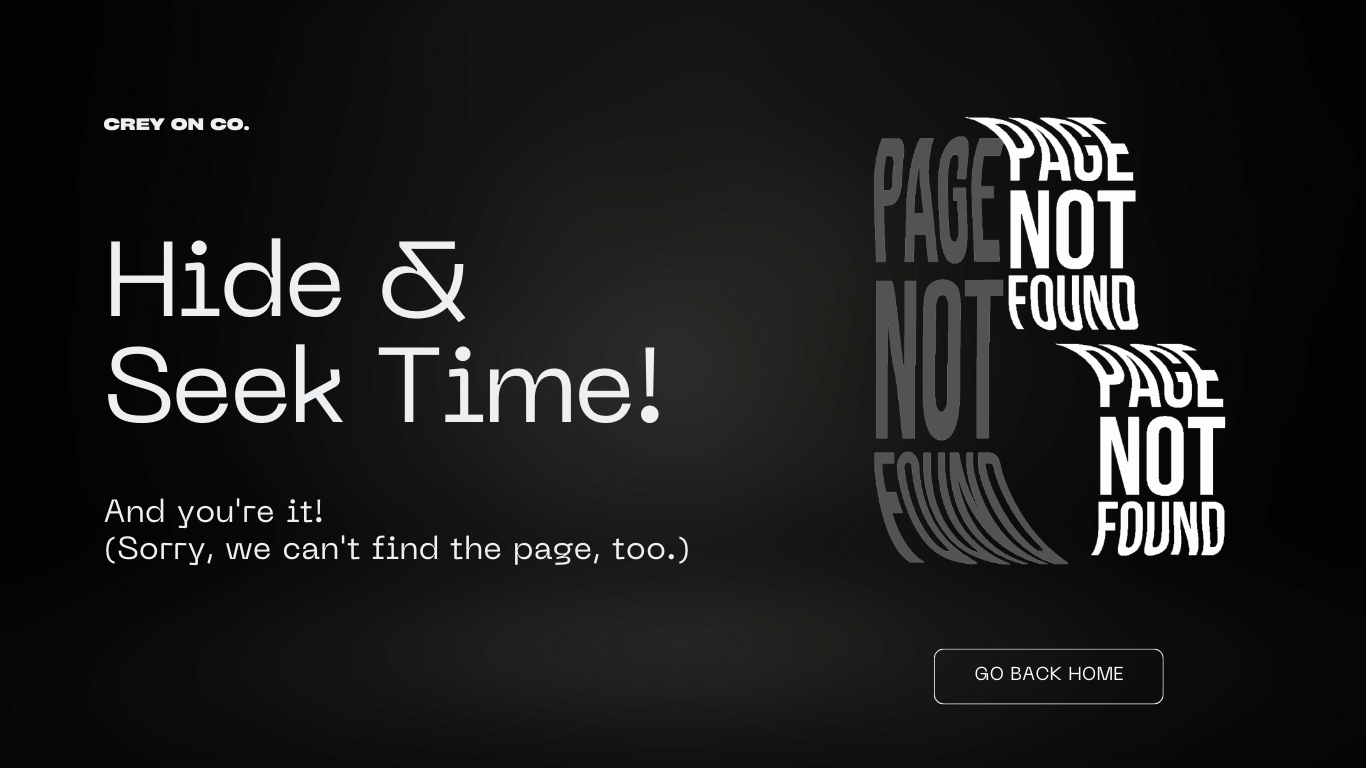 CREY ON CO.
Hide &
Seek Time!
And you're it!
(Sorry, we can't find the page, too.)
PAGE
NOT
FOUND
PAGE
NOT
FOUND
PAGE
NOT
FOUND
GO BACK HOME